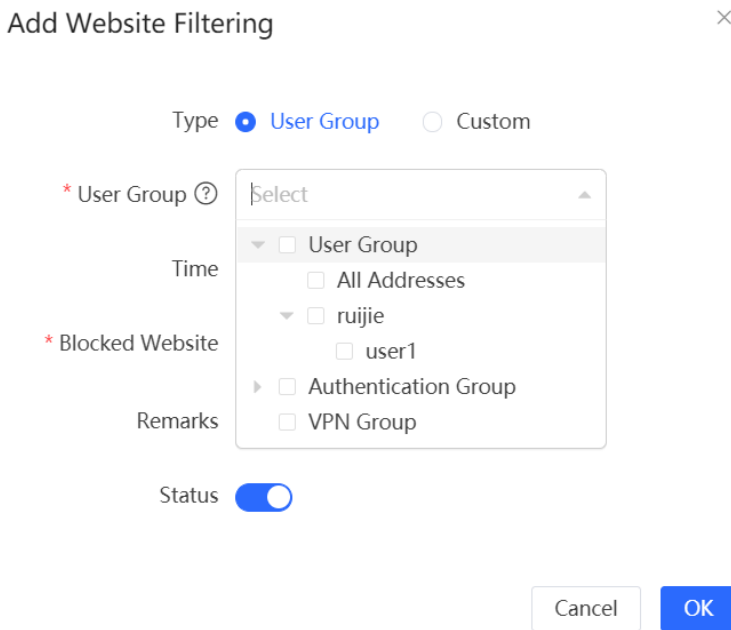 Add Website Filtering
Type User Group Custom
* User Group ? Select
User Group
Time
All Addresses
ruijie
* Blocked Website
user1
Authentication Group
Remarks
VPN Group
Status
Cancel OK